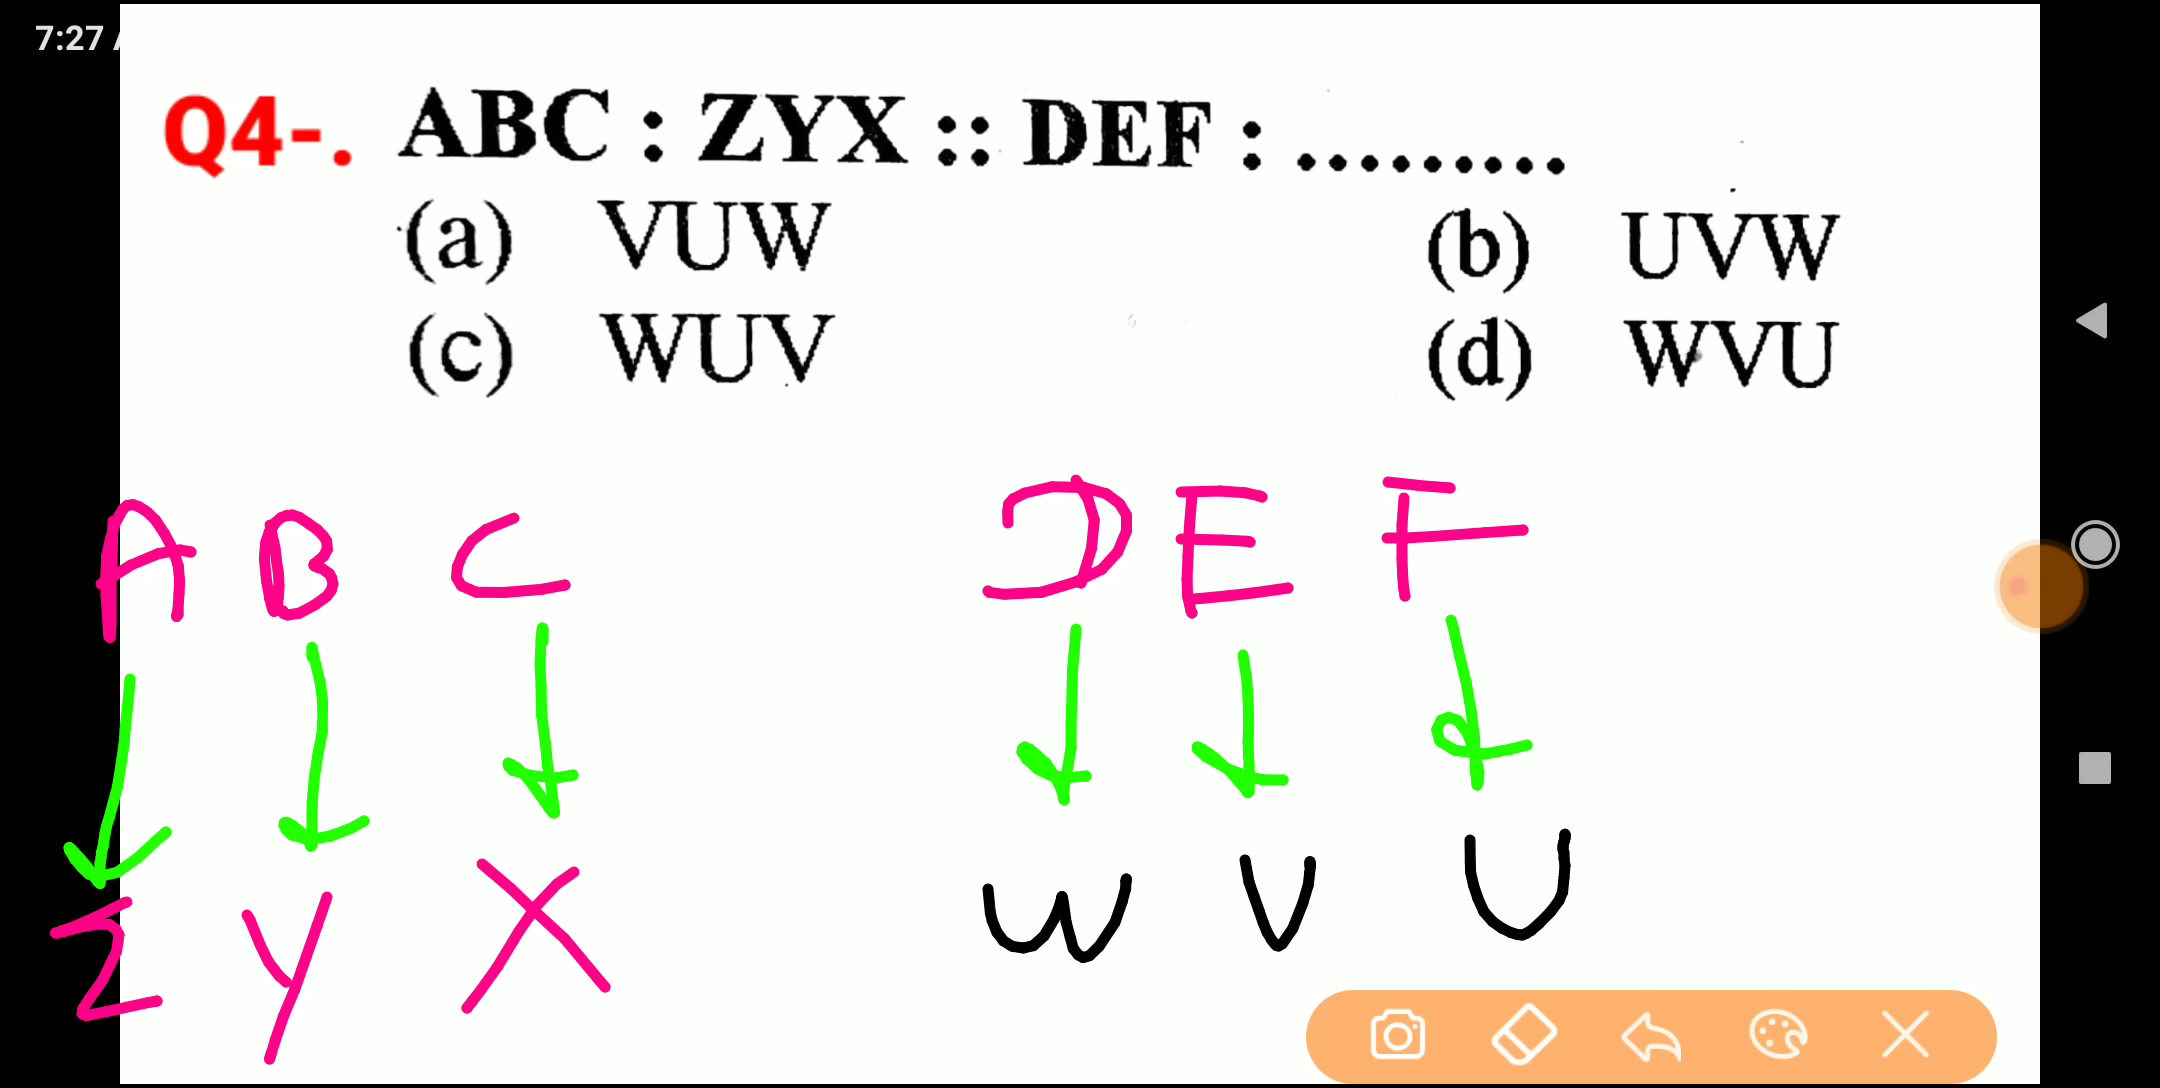 7:27
Q4-. ABC : ZYX :: DEF : .........
(a) VUW (b) UVW
(c) WUV (d) WVU
A B C D E F
Z Y X W V U